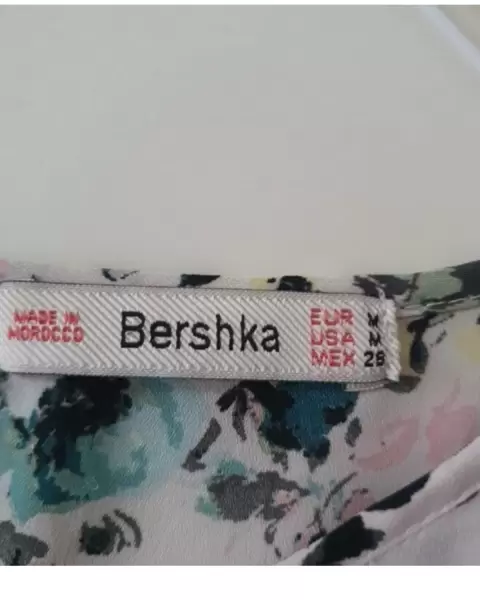 MADE IN
MOROCCO
Bershka
EUR M
USA M
MEX 28